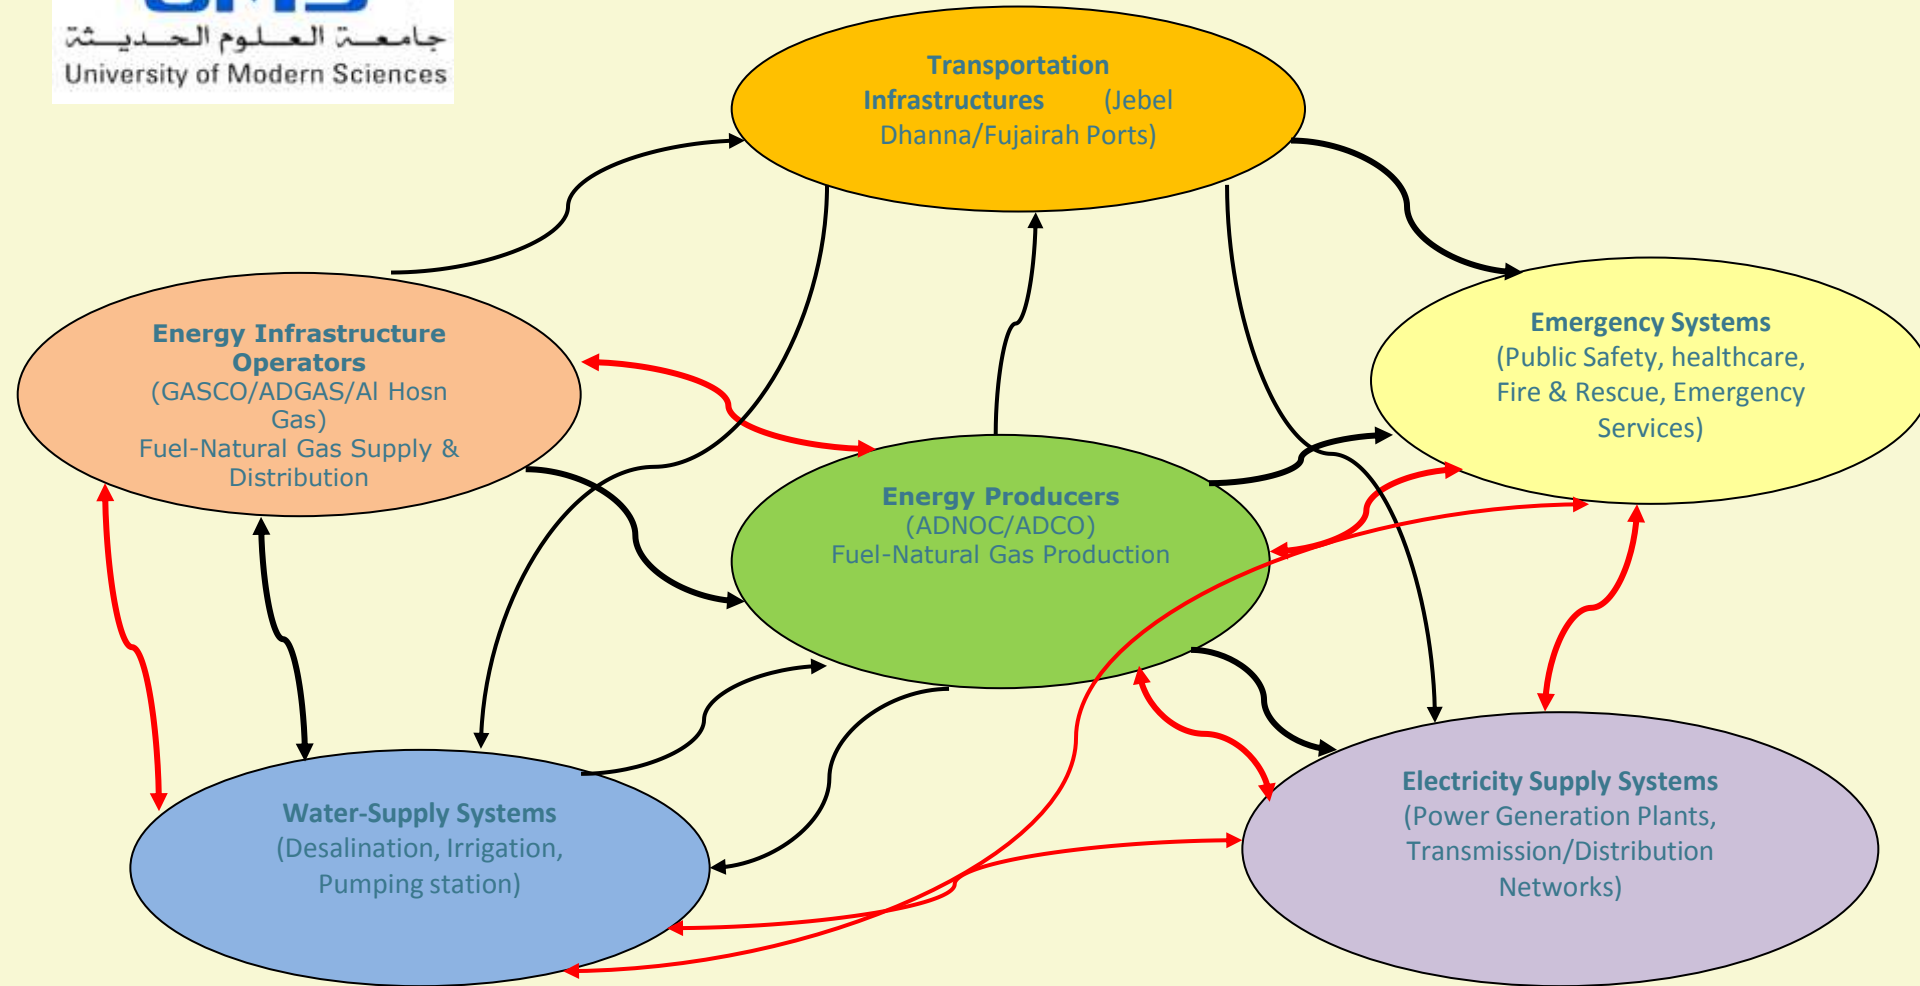 جامعة العلوم الحديثة
University of Modern Sciences
Transportation
Infrastructures (Jebel
Dhanna/Fujairah Ports)
Energy Infrastructure
Operators
(GASCO/ADGAS/Al Hosn
Gas)
Fuel-Natural Gas Supply &
Distribution
Emergency Systems
(Public Safety, healthcare,
Fire & Rescue, Emergency
Services)
Energy Producers
(ADNOC/ADCO)
Fuel-Natural Gas Production
Water-Supply Systems
(Desalination, Irrigation,
Pumping station)
Electricity Supply Systems
(Power Generation Plants,
Transmission/Distribution
Networks)